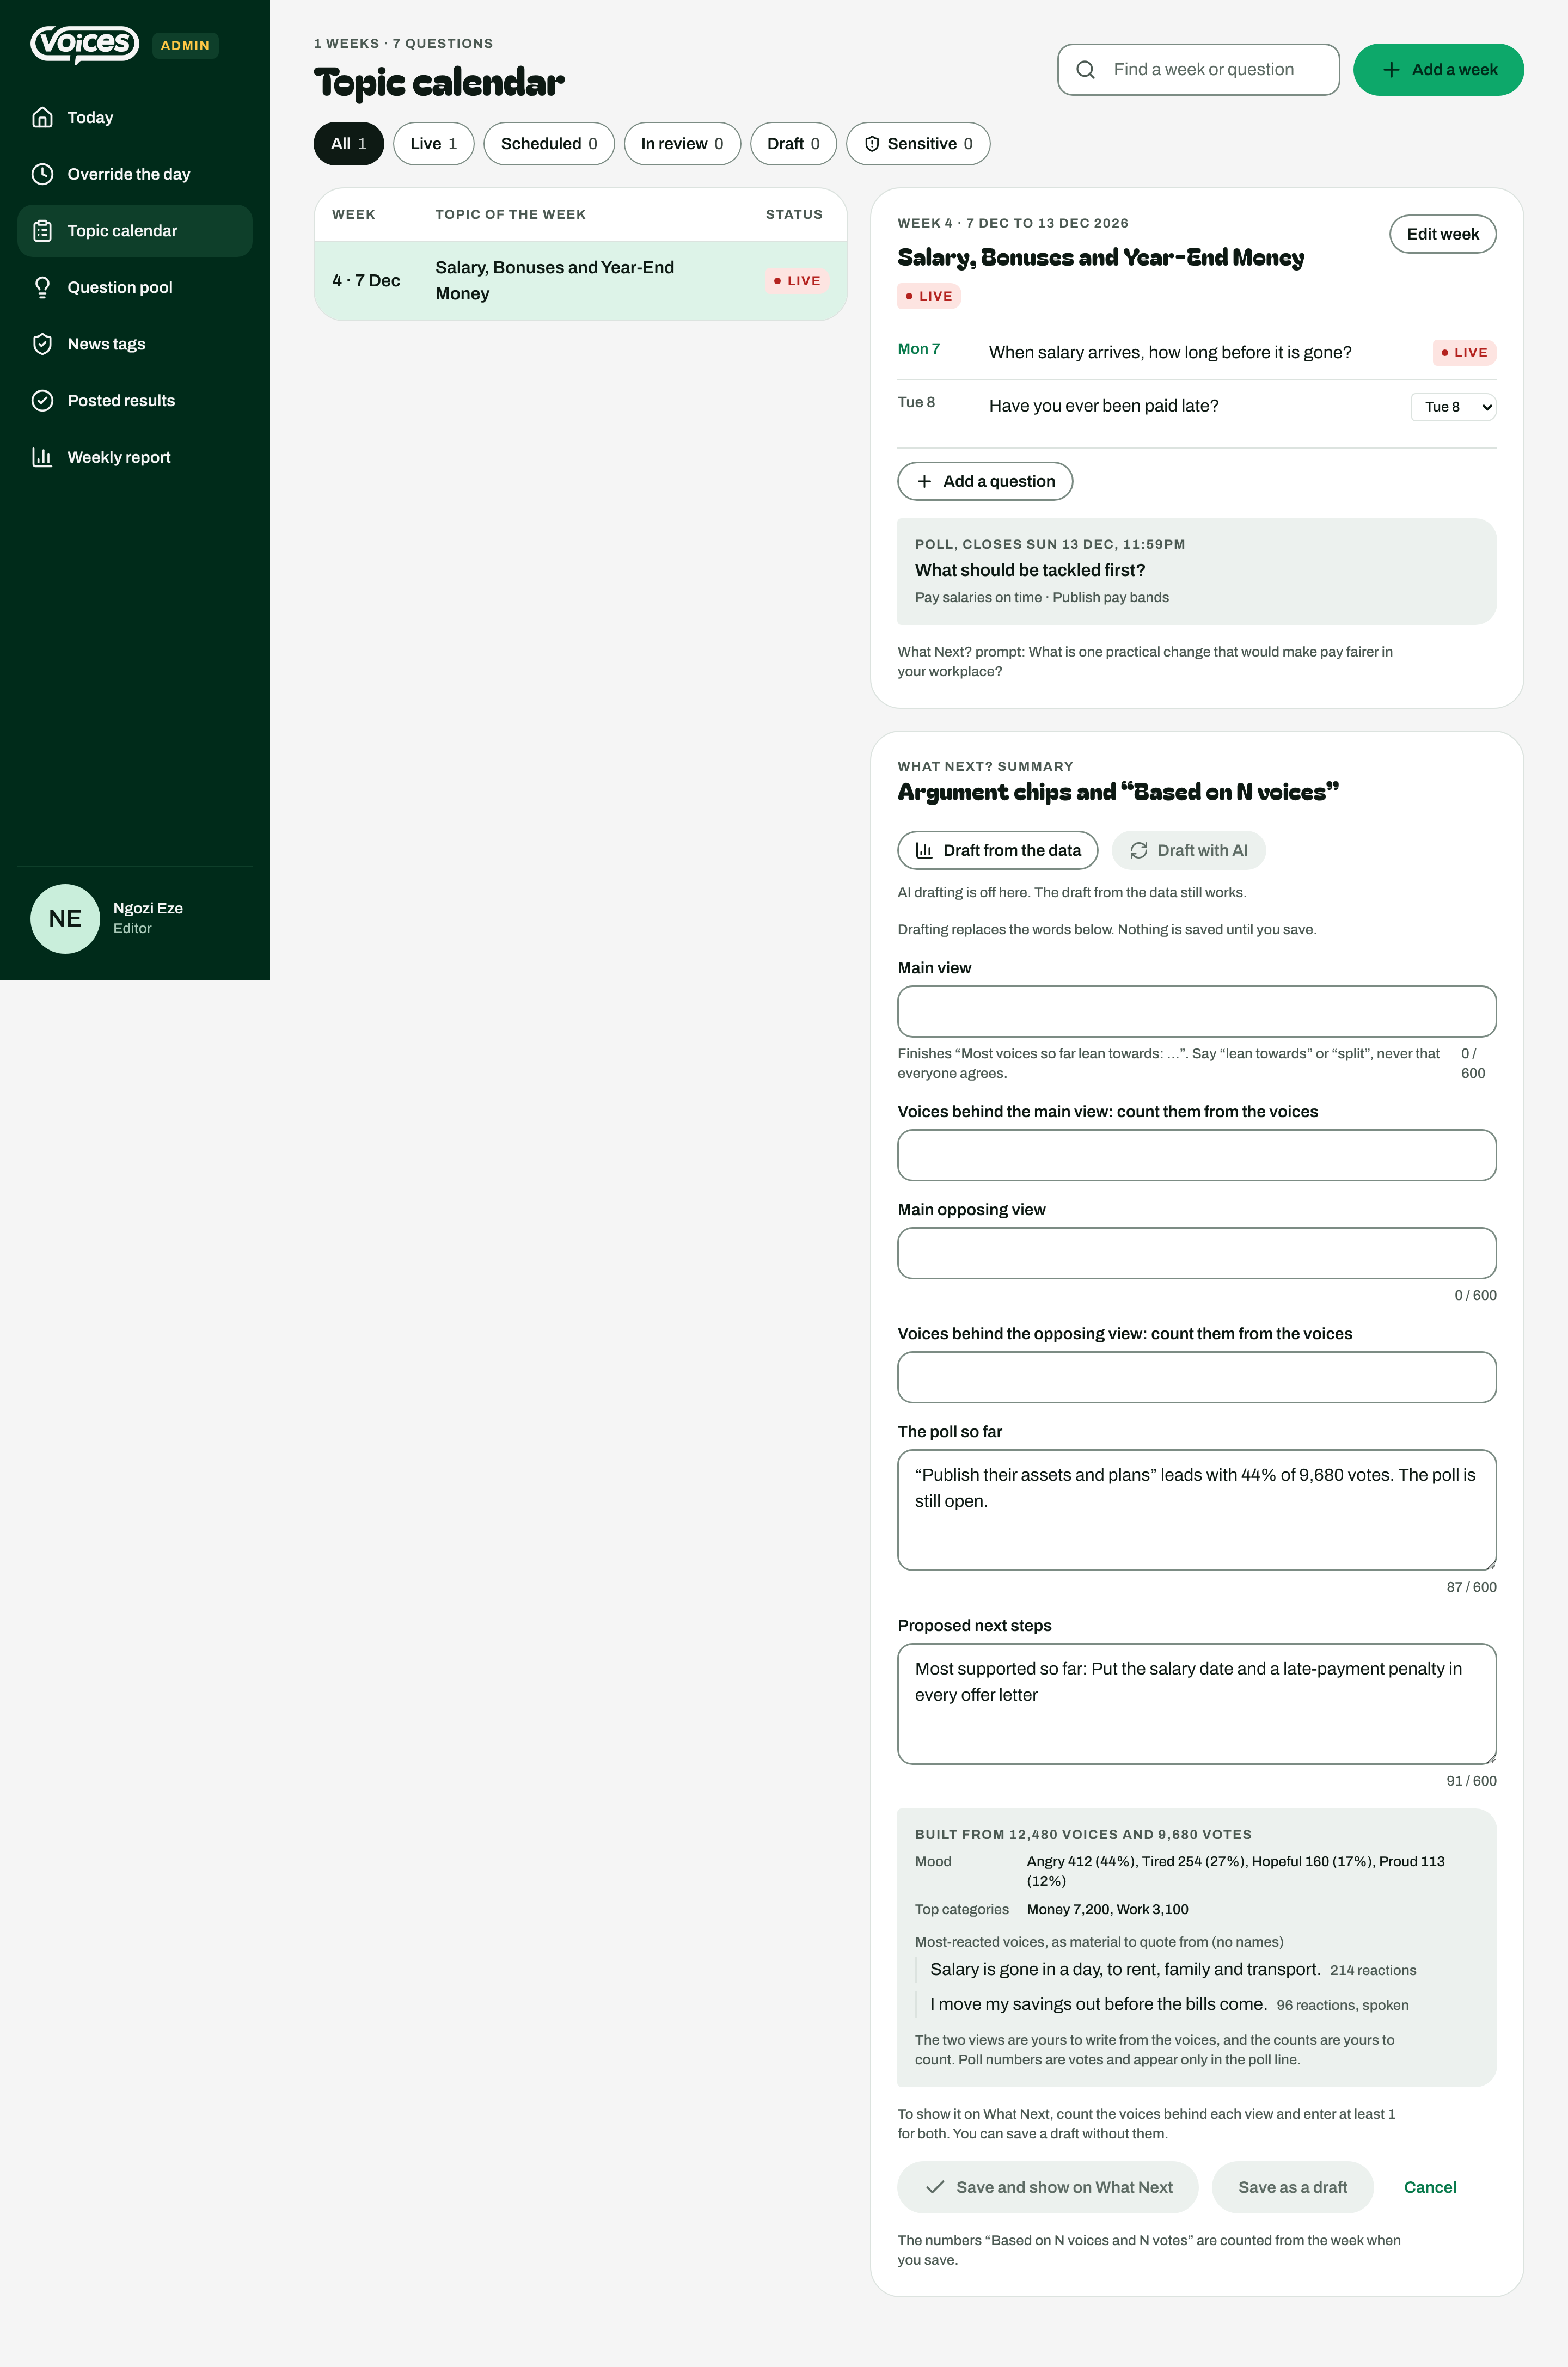 voices
ADMIN
Today
Override the day
Topic calendar
Question pool
News tags
Posted results
Weekly report
NE
Ngozi Eze
Editor
1 WEEKS · 7 QUESTIONS
Topic calendar
Find a week or question
Add a week
All 1
Live 1
Scheduled 0
In review 0
Draft 0
Sensitive 0
WEEK
TOPIC OF THE WEEK
STATUS
4 · 7 Dec
Salary, Bonuses and Year-End
Money
LIVE
WEEK 4 · 7 DEC TO 13 DEC 2026
Edit week
Salary, Bonuses and Year-End Money
LIVE
Mon 7
When salary arrives, how long before it is gone?
LIVE
Tue 8
Have you ever been paid late?
Tue 8
Add a question
POLL, CLOSES SUN 13 DEC, 11:59PM
What should be tackled first?
Pay salaries on time · Publish pay bands
What Next? prompt: What is one practical change that would make pay fairer in
your workplace?
WHAT NEXT? SUMMARY
Argument chips and “Based on N voices”
Draft from the data
Draft with AI
AI drafting is off here. The draft from the data still works.
Drafting replaces the words below. Nothing is saved until you save.
Main view
Finishes “Most voices so far lean towards: …”. Say “lean towards” or “split”, never that
everyone agrees.
0 /
600
Voices behind the main view: count them from the voices
Main opposing view
0 / 600
Voices behind the opposing view: count them from the voices
The poll so far
“Publish their assets and plans” leads with 44% of 9,680 votes. The poll is
still open.
87 / 600
Proposed next steps
Most supported so far: Put the salary date and a late-payment penalty in
every offer letter
91 / 600
BUILT FROM 12,480 VOICES AND 9,680 VOTES
Mood
Angry 412 (44%), Tired 254 (27%), Hopeful 160 (17%), Proud 113
(12%)
Top categories
Money 7,200, Work 3,100
Most-reacted voices, as material to quote from (no names)
Salary is gone in a day, to rent, family and transport. 214 reactions
I move my savings out before the bills come. 96 reactions, spoken
The two views are yours to write from the voices, and the counts are yours to
count. Poll numbers are votes and appear only in the poll line.
To show it on What Next, count the voices behind each view and enter at least 1
for both. You can save a draft without them.
Save and show on What Next
Save as a draft
Cancel
The numbers “Based on N voices and N votes” are counted from the week when
you save.